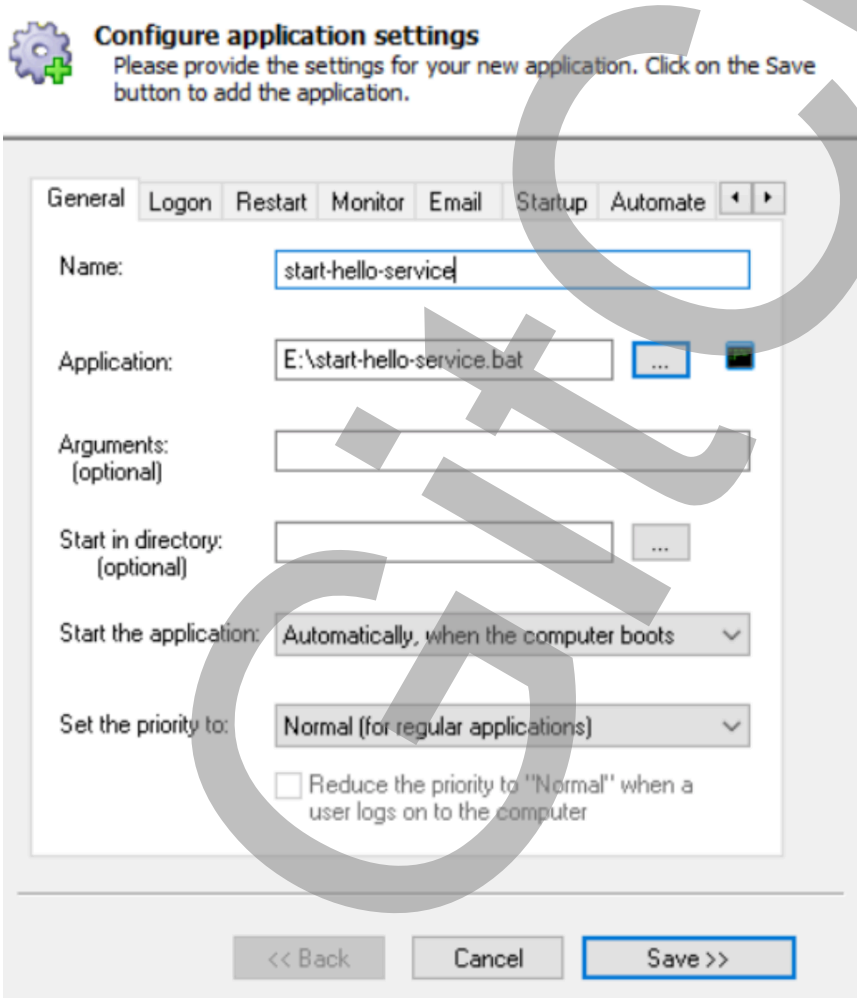 Configure application settings
Please provide the settings for your new application. Click on the Save
button to add the application.
General Logon Restart Monitor Email Startup Automate
Name: start-hello-service
Application: E:\start-hello-service.bat ...
Arguments:
(optional)
Start in directory: ...
(optional)
Start the application: Automatically, when the computer boots
Set the priority to: Normal (for regular applications)
Reduce the priority to "Normal" when a
user logs on to the computer
<< Back Cancel Save >>
GitC